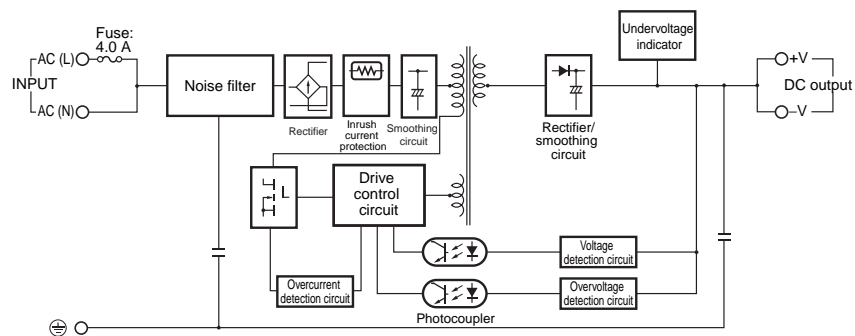 Fuse:
4.0 A
AC (L)
INPUT
AC (N)
Noise filter
Rectifier
Inrush
current
protection
Smoothing
circuit
Rectifier/
smoothing
circuit
Undervoltage
indicator
+V
DC output
–V
Drive
control
circuit
Overcurrent
detection circuit
Voltage
detection circuit
Overvoltage
detection circuit
Photocoupler